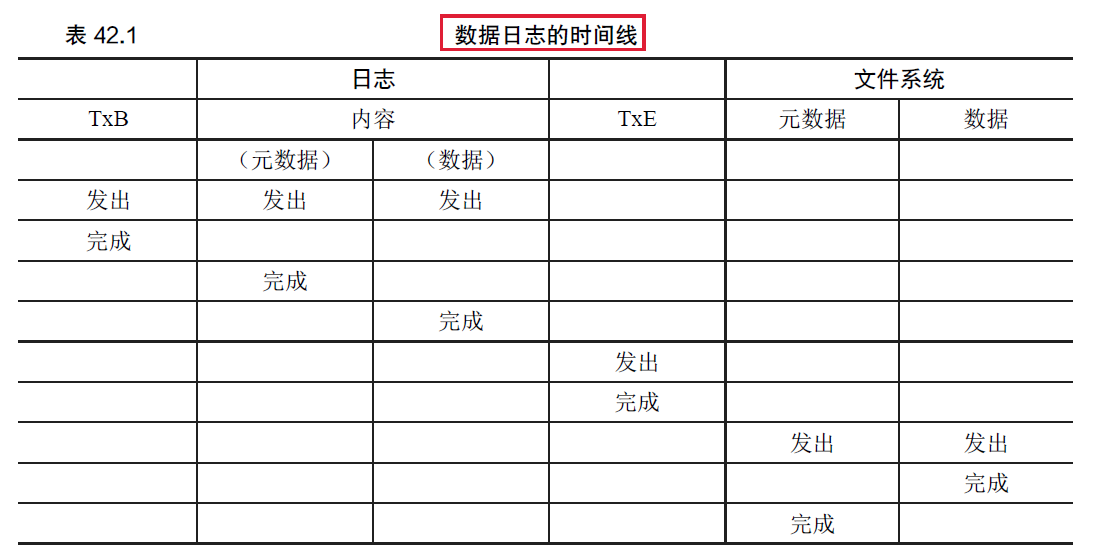 表 42.1 数据日志的时间线
日志 文件系统
TxB 内容 TxE 元数据 数据
（元数据） （数据）
发出 发出 发出
完成
完成
完成
发出
完成
发出 发出
完成
完成